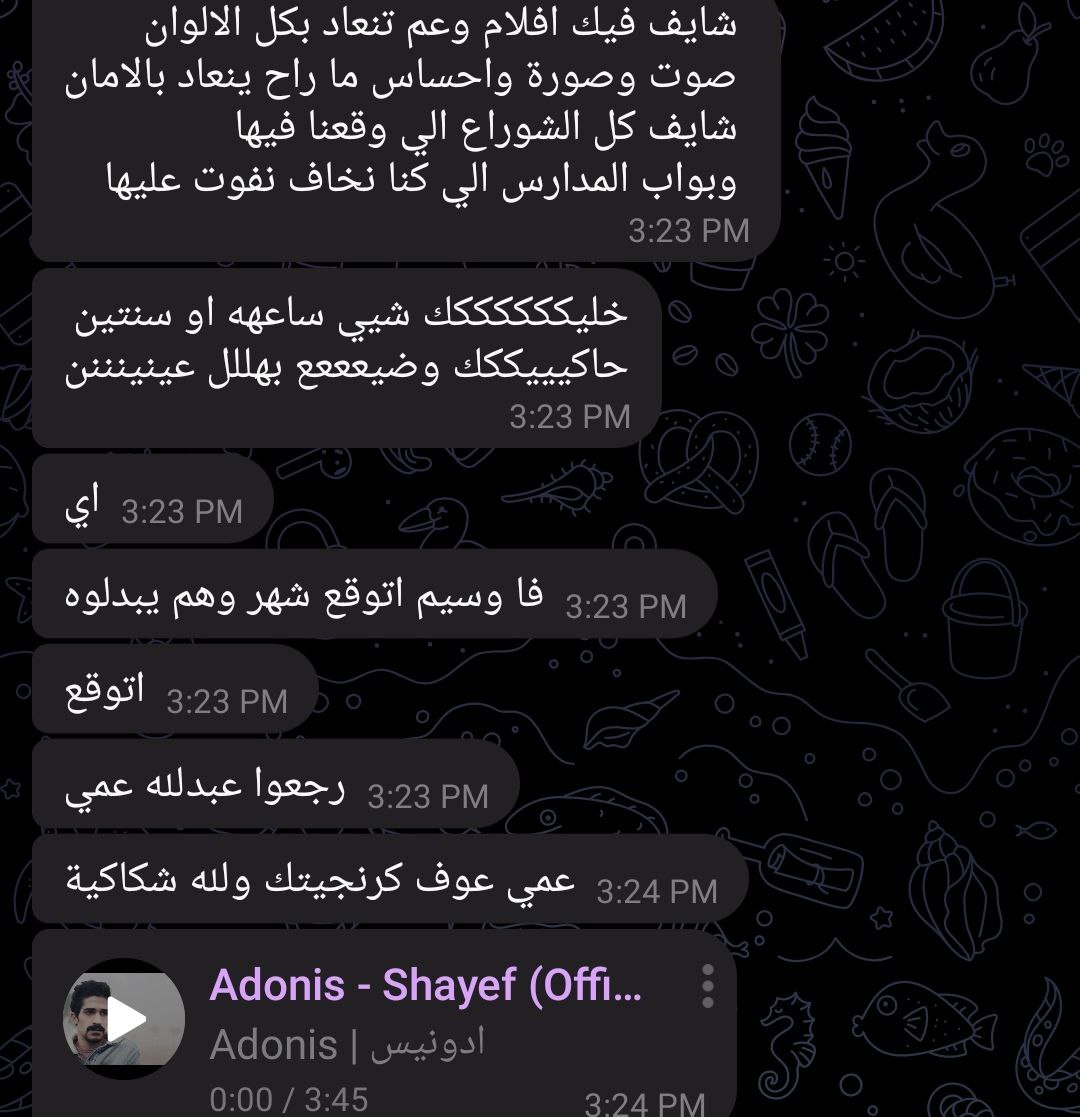 شايف فيك افلام وعم تنعاد بكل الالوان
صوت وصورة واحساس ما راح ينعاد بالامان
شايف كل الشوراع الي وقعنا فيها
وبواب المدارس الي كنا نخاف نفوت عليها
3:23 PM
خليككككككك شيي ساعهه او سنتين
حاكيييككك وضيعععع بهللل عينينننن
3:23 PM
اي 3:23 PM
فا وسيم اتوقع شهر وهم يبدلوه 3:23 PM
اتوقع 3:23 PM
رجعوا عبدلله عمي 3:23 PM
عمي عوف كرنجيتك ولله شكاكية 3:24 PM
Adonis - Shayef (Offi...
Adonis | ادونيس
0:00 / 3:45 3:24 PM